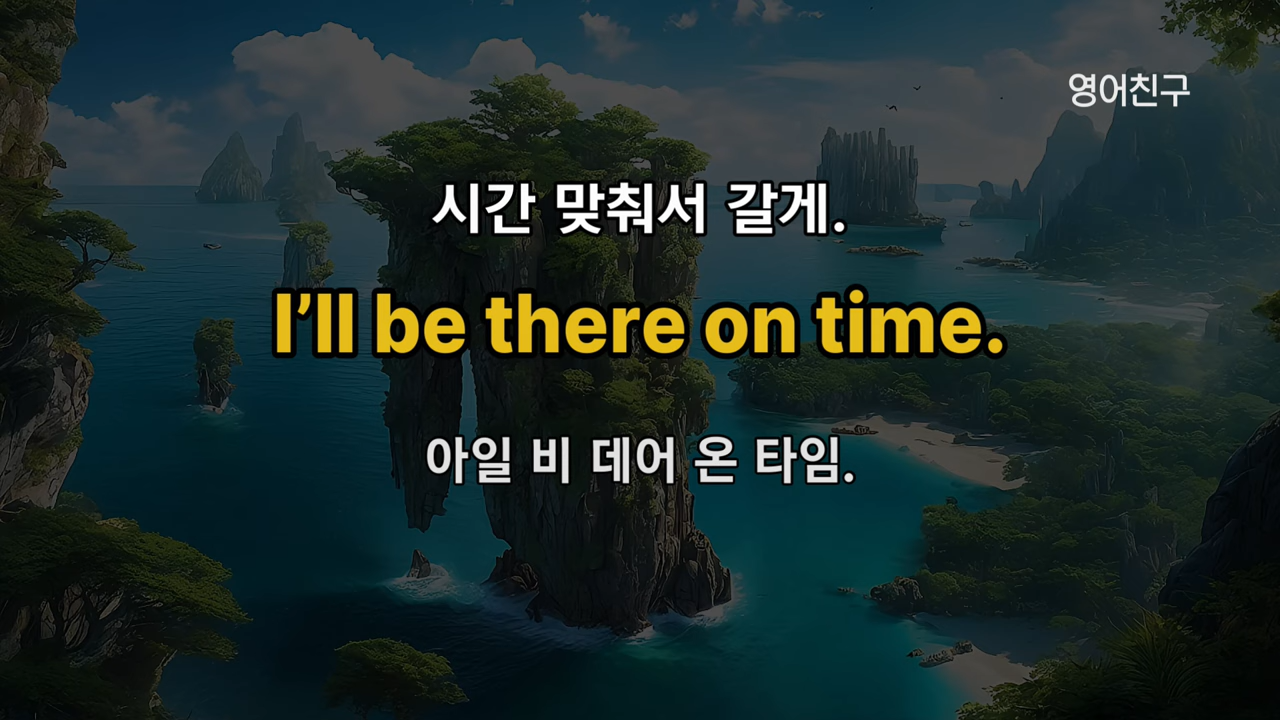 영어친구
시간 맞춰서 갈게.
I’ll be there on time.
아일 비 데어 온 타임.